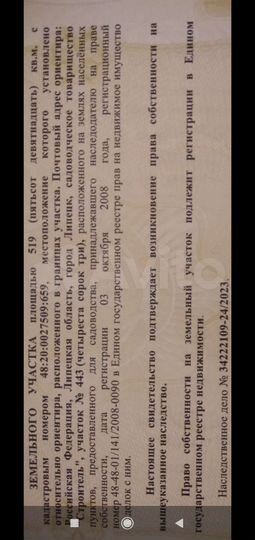 ЗЕМЕЛЬНОГО УЧАСТКА площадью 519 (пятьсот девятнадцать) кв.м, с
кадастровым номером 48:20:0027509:659, местоположение которого установлено
относительно ориентира, расположенного в границах участка. Почтовый адрес ориентира:
Российская Федерация, Липецкая область, город Липецк, садоводческое товарищество
"Строитель", участок № 443 (четыреста сорок три), расположенного на землях населённых
пунктов, предоставленного для садоводства, принадлежавшего наследодателю на праве
собственности, дата регистрации 03 октября 2008 года, регистрационный
номер 48-48-01/141/2008-0090 в Едином государственном реестре прав на недвижимое имущество
сделок с ним.
Настоящее свидетельство подтверждает возникновение права собственности на
вышеуказанное наследство.
Право собственности на земельный участок подлежит регистрации в Едином
государственном реестре недвижимости.
Наследственное дело № 34222109-24/2023
Avito